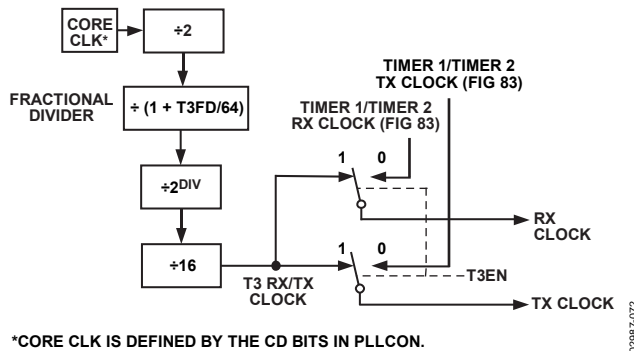 CORE
CLK*
÷2
TIMER 1/TIMER 2
TX CLOCK (FIG 83)
FRACTIONAL
DIVIDER
÷ (1 + T3FD/64)
TIMER 1/TIMER 2
RX CLOCK (FIG 83)
1 0
÷2DIV
RX
CLOCK
1 0
÷16
T3 RX/TX
CLOCK
T3EN
TX CLOCK
*CORE CLK IS DEFINED BY THE CD BITS IN PLLCON.
02987-072